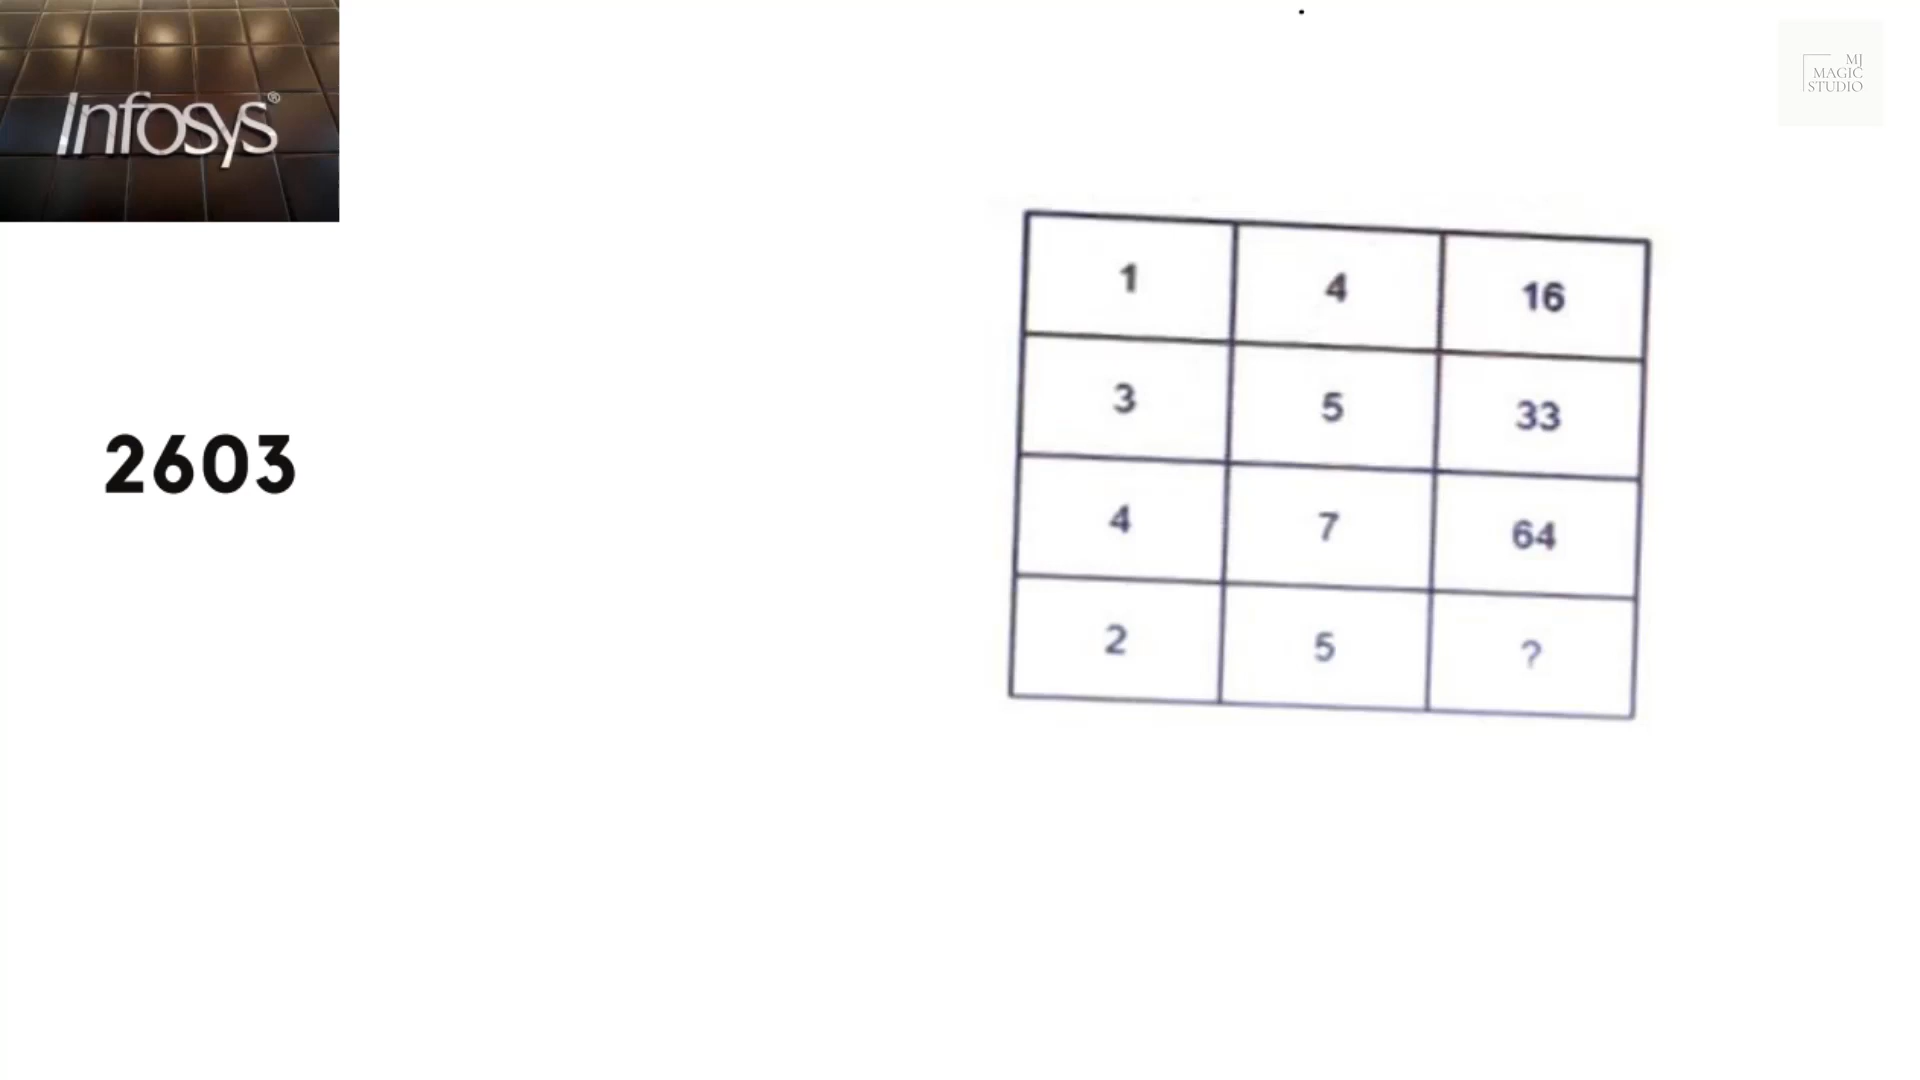 Infosys®
MJ
MAGIC
STUDIO
2603
1 4 16
3 5 33
4 7 64
2 5 ?